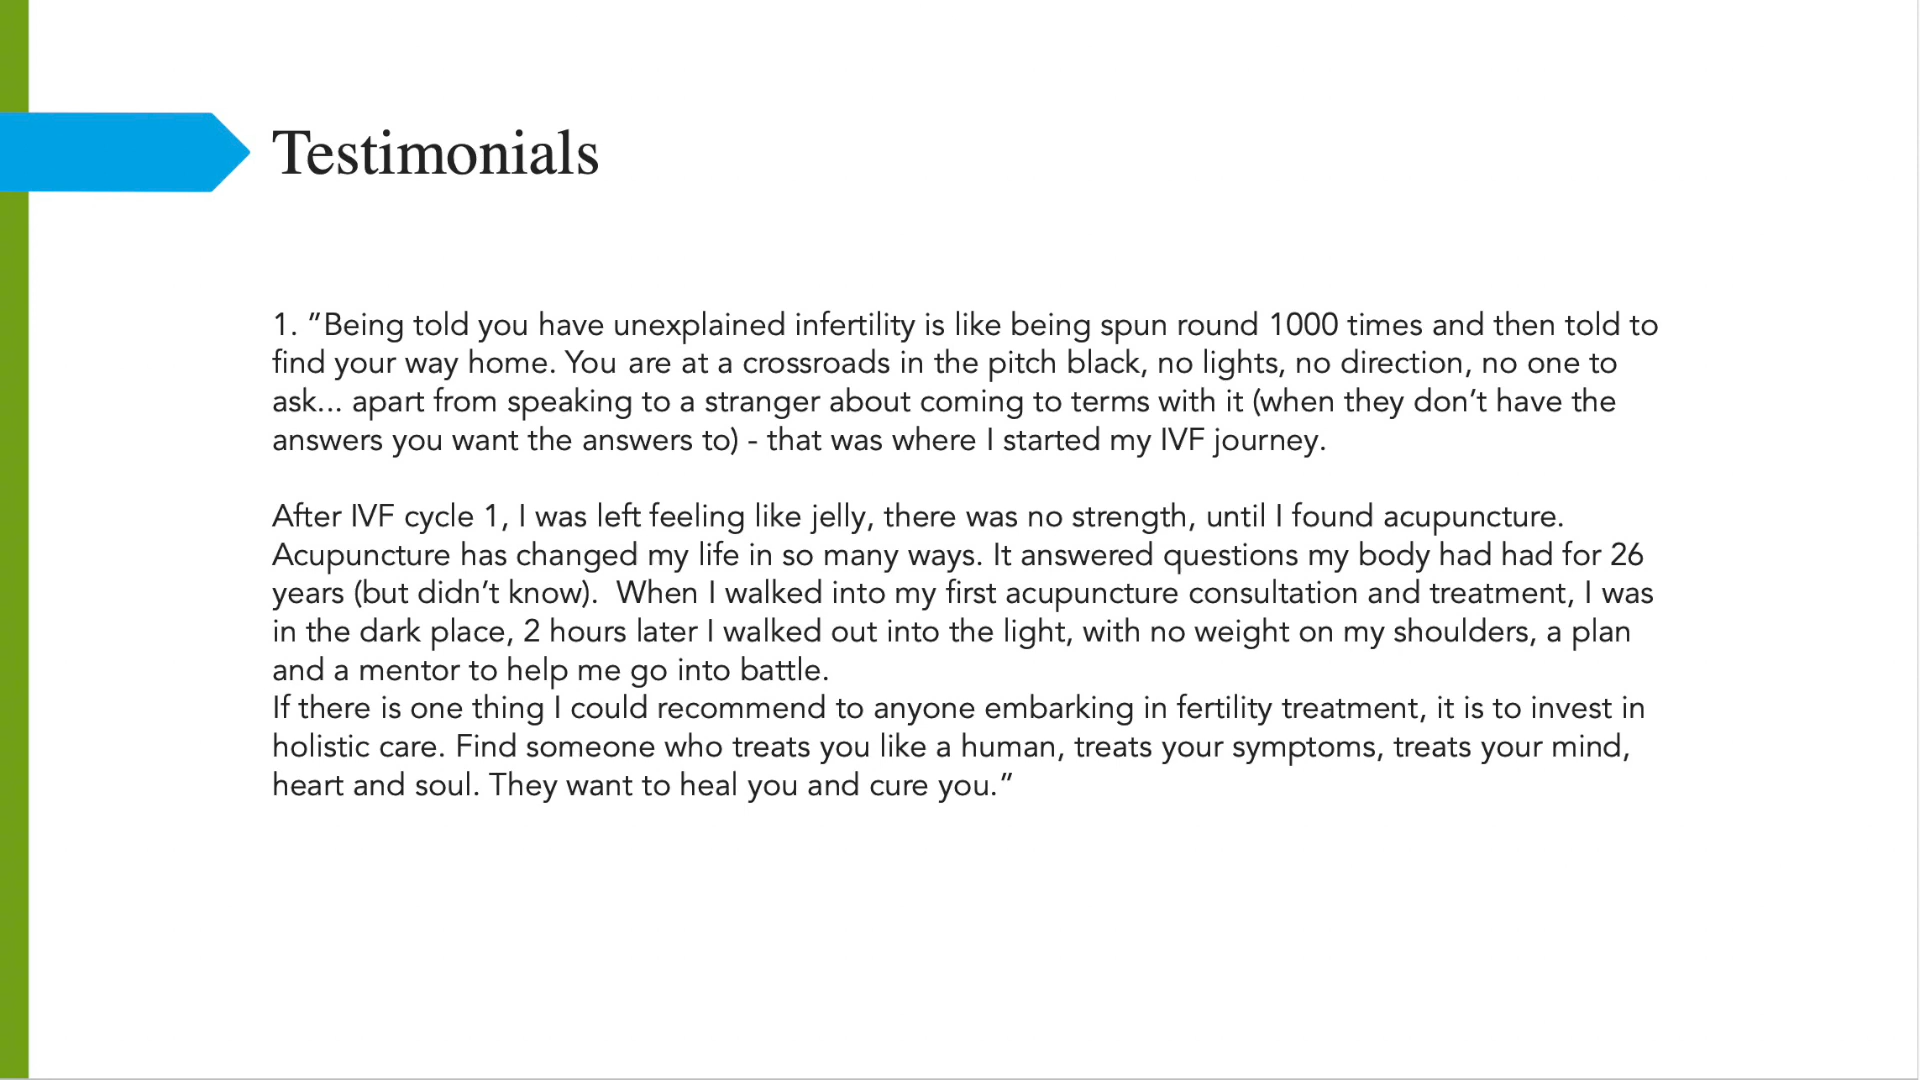 Testimonials
1. “Being told you have unexplained infertility is like being spun round 1000 times and then told to
find your way home. You are at a crossroads in the pitch black, no lights, no direction, no one to
ask... apart from speaking to a stranger about coming to terms with it (when they don’t have the
answers you want the answers to) - that was where I started my IVF journey.
After IVF cycle 1, I was left feeling like jelly, there was no strength, until I found acupuncture.
Acupuncture has changed my life in so many ways. It answered questions my body had had for 26
years (but didn’t know).  When I walked into my first acupuncture consultation and treatment, I was
in the dark place, 2 hours later I walked out into the light, with no weight on my shoulders, a plan
and a mentor to help me go into battle.
If there is one thing I could recommend to anyone embarking in fertility treatment, it is to invest in
holistic care. Find someone who treats you like a human, treats your symptoms, treats your mind,
heart and soul. They want to heal you and cure you.”